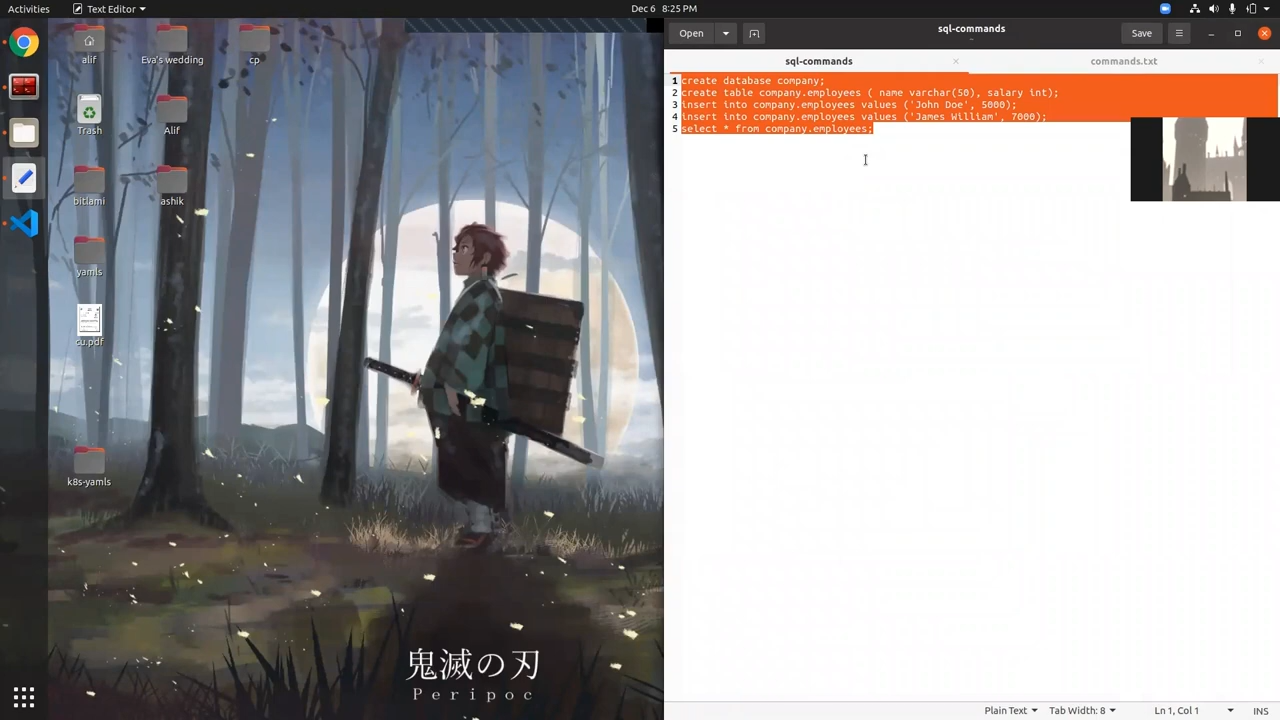 Activities
Text Editor
Dec 6 8:25 PM
alif
Eva's wedding
cp
Trash
Alif
bitlami
ashik
yamls
cu.pdf
k8s-yamls
鬼滅の刃
Peripoc
Open
sql-commands
~
Save
sql-commands
commands.txt
1 create database company;
2 create table company.employees ( name varchar(50), salary int);
3 insert into company.employees values ('John Doe', 5000);
4 insert into company.employees values ('James William', 7000);
5 select * from company.employees;
Plain Text
Tab Width: 8
Ln 1, Col 1
INS